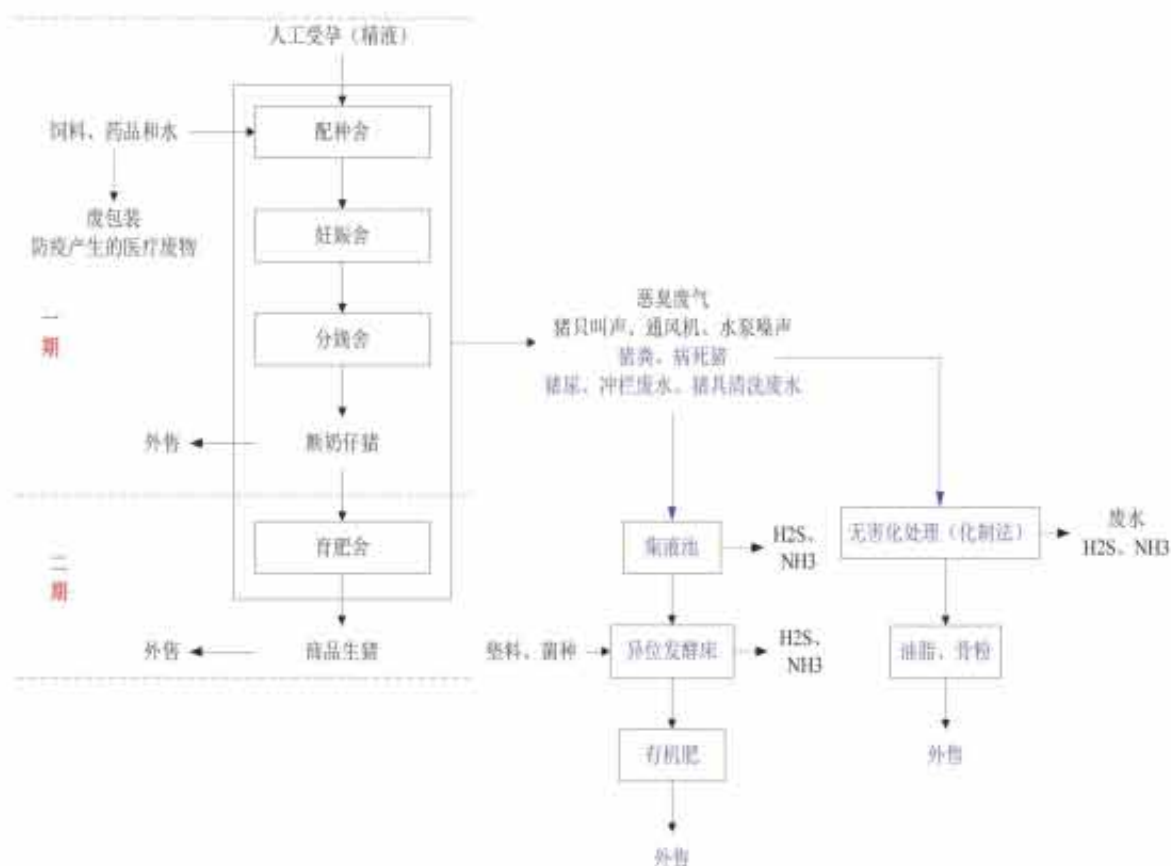 人工受孕（精液）
饲料、药品和水
配种舍
废包装
防疫产生的医疗废物
妊娠舍
一
期
分娩舍
恶臭废气
猪只叫声、通风机、水泵噪声
猪粪、病死猪
猪尿、冲栏废水、猪具清洗废水
外售
断奶仔猪
二
期
育肥舍
集液池
H2S、
NH3
无害化处理（化制法）
废水
H2S、NH3
外售
商品生猪
垫料、菌种
异位发酵床
H2S、
NH3
油脂、骨粉
有机肥
外售
外售